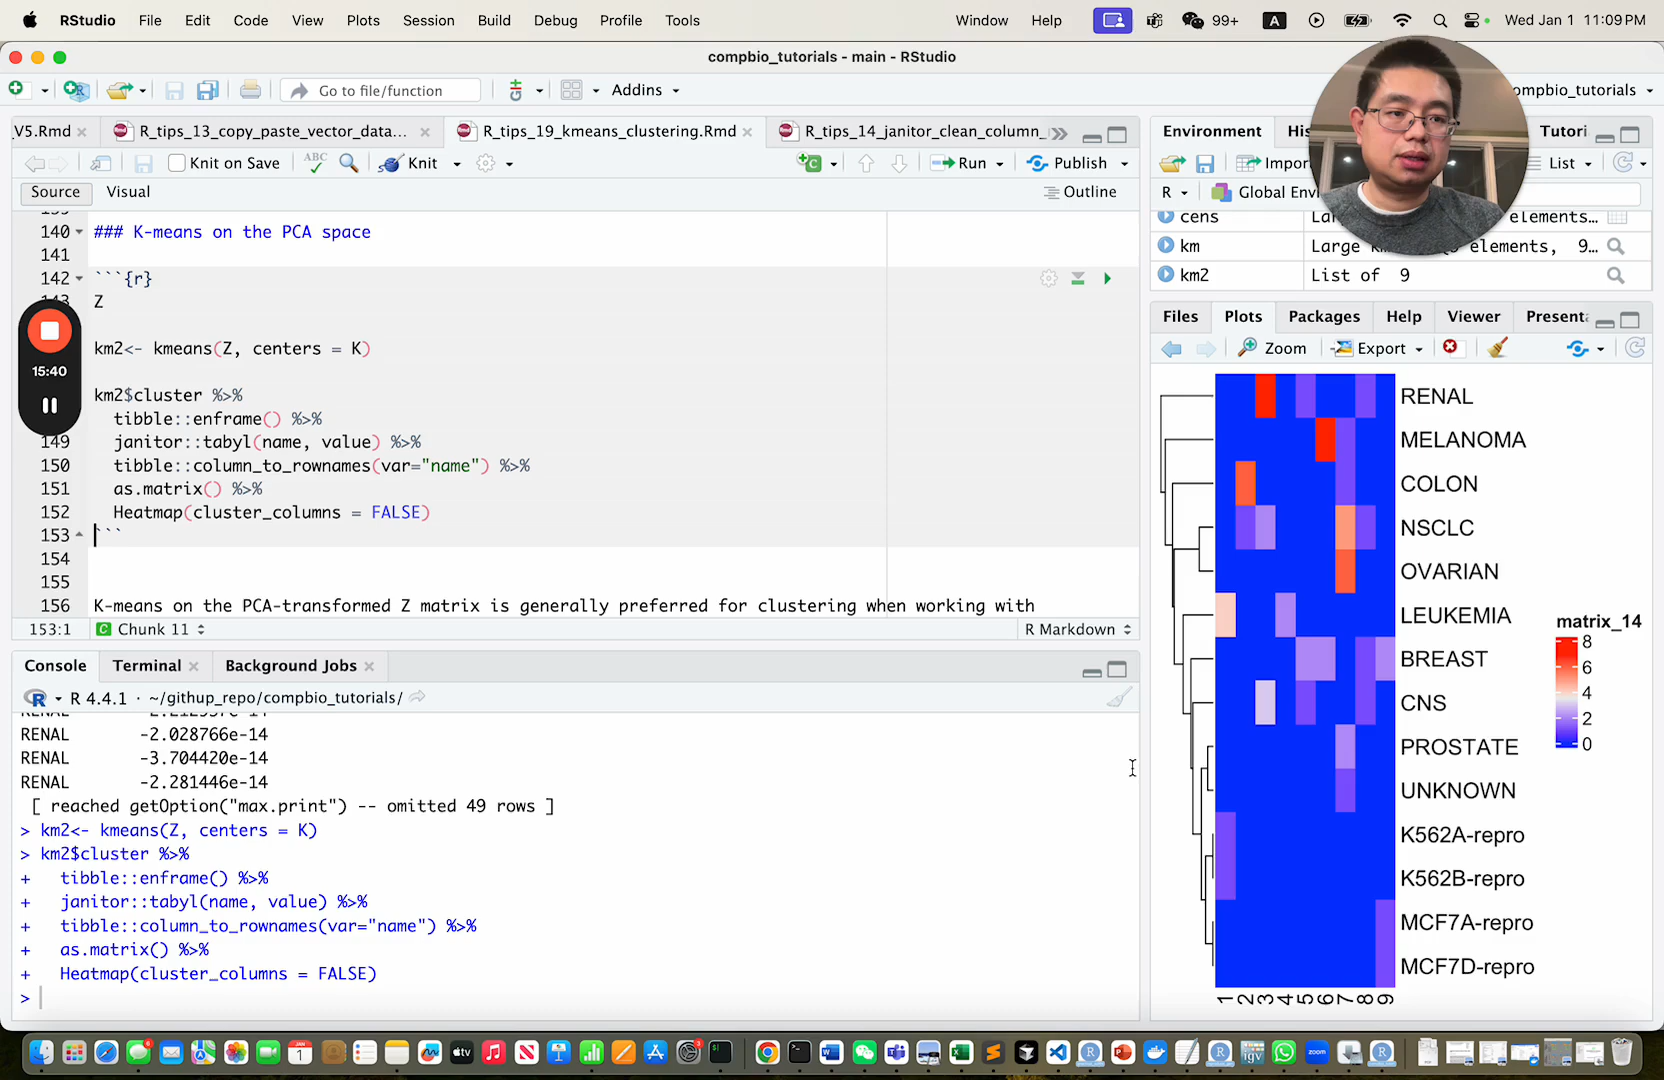 RStudio File Edit Code View Plots Session Build Debug Profile Tools Window Help 99+ A Wed Jan 1 11:09 PM
compbio_tutorials - main - RStudio
Go to file/function Addins ompbio_tutorials
_V5.Rmd R_tips_13_copy_paste_vector_data... R_tips_19_kmeans_clustering.Rmd R_tips_14_janitor_clean_column_
Knit on Save ABC Knit Run Publish
Source Visual Outline
140 ### K-means on the PCA space
141
142 ```{r}
143 Z
km2<- kmeans(Z, centers = K)
km2$cluster %>%
tibble::enframe() %>%
149 janitor::tabyl(name, value) %>%
150 tibble::column_to_rownames(var="name") %>%
151 as.matrix() %>%
152 Heatmap(cluster_columns = FALSE)
153 ```
154
155
156 K-means on the PCA-transformed Z matrix is generally preferred for clustering when working with
153:1 C Chunk 11 R Markdown
15:40
Console Terminal Background Jobs
R 4.4.1 · ~/githup_repo/compbio_tutorials/
RENAL -2.028766e-14
RENAL -3.704420e-14
RENAL -2.281446e-14
[ reached getOption("max.print") -- omitted 49 rows ]
> km2<- kmeans(Z, centers = K)
> km2$cluster %>%
+ tibble::enframe() %>%
+ janitor::tabyl(name, value) %>%
+ tibble::column_to_rownames(var="name") %>%
+ as.matrix() %>%
+ Heatmap(cluster_columns = FALSE)
>
Environment His Tutori
Impor List
R Global Envi
cens Lar elements...
km Large k elements, 9...
km2 List of 9
Files Plots Packages Help Viewer Presenta
Zoom Export
RENAL
MELANOMA
COLON
NSCLC
OVARIAN
LEUKEMIA
BREAST
CNS
PROSTATE
UNKNOWN
K562A-repro
K562B-repro
MCF7A-repro
MCF7D-repro
1 2 3 4 5 6 7 8 9
matrix_14
8
6
4
2
0